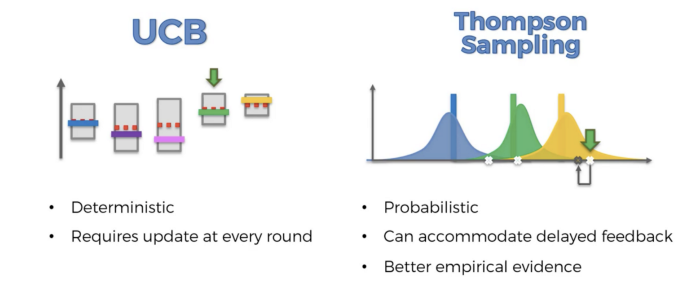 UCB
Deterministic
Requires update at every round
Thompson
Sampling
Probabilistic
Can accommodate delayed feedback
Better empirical evidence